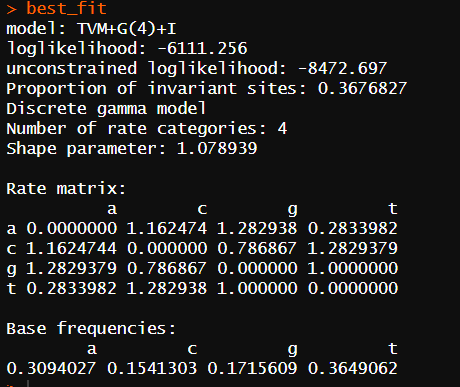 > best_fit
model: TVM+G(4)+I
loglikelihood: -6111.256
unconstrained loglikelihood: -8472.697
Proportion of invariant sites: 0.3676827
Discrete gamma model
Number of rate categories: 4
Shape parameter: 1.078939
Rate matrix:
a c g t
a 0.0000000 1.162474 1.282938 0.2833982
c 1.1624744 0.000000 0.786867 1.2829379
g 1.2829379 0.786867 0.000000 1.0000000
t 0.2833982 1.282938 1.000000 0.0000000
Base frequencies:
a c g t
0.3094027 0.1541303 0.1715609 0.3649062
>